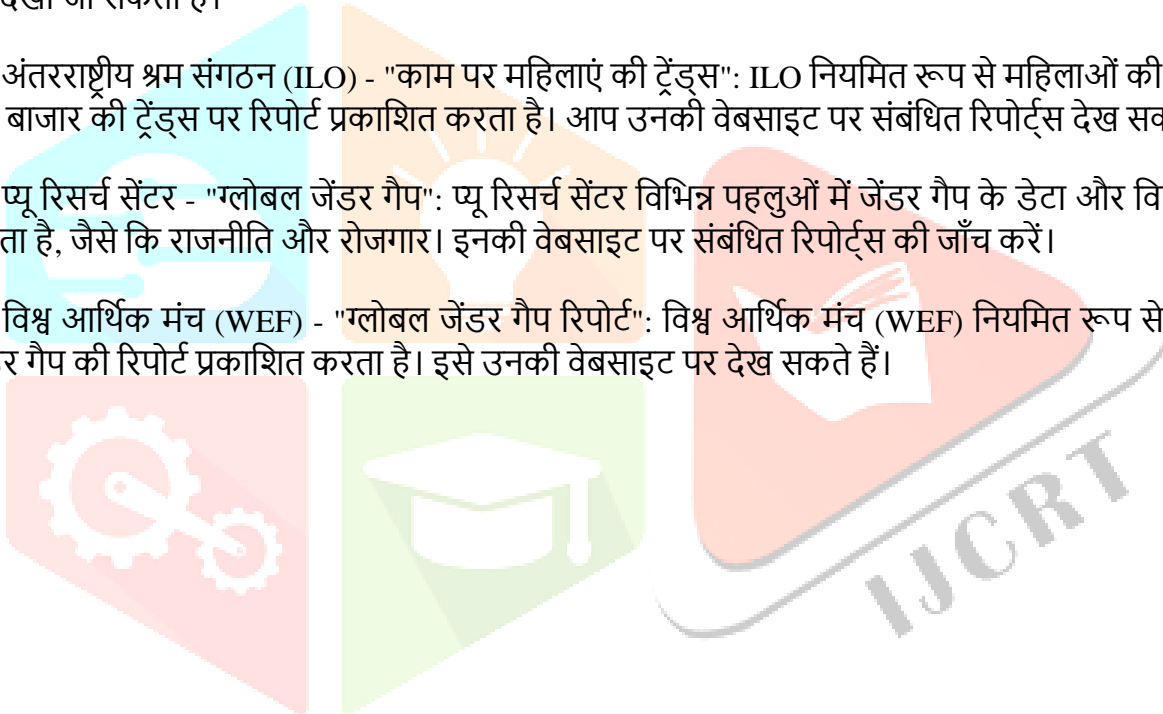 देखा जा सकता है।
अंतरराष्ट्रीय श्रम संगठन (ILO) - "काम पर महिलाएं की ट्रेंड्स": ILO नियमित रूप से महिलाओं की
बाजार की ट्रेंड्स पर रिपोर्ट प्रकाशित करता है। आप उनकी वेबसाइट पर संबंधित रिपोर्ट्स देख सक
प्यू रिसर्च सेंटर - "ग्लोबल जेंडर गैप": प्यू रिसर्च सेंटर विभिन्न पहलुओं में जेंडर गैप के डेटा और वि
ता है, जैसे कि राजनीति और रोजगार। इनकी वेबसाइट पर संबंधित रिपोर्ट्स की जाँच करें।
विश्व आर्थिक मंच (WEF) - "ग्लोबल जेंडर गैप रिपोर्ट": विश्व आर्थिक मंच (WEF) नियमित रूप से
र गैप की रिपोर्ट प्रकाशित करता है। इसे उनकी वेबसाइट पर देख सकते हैं।
IJCRT